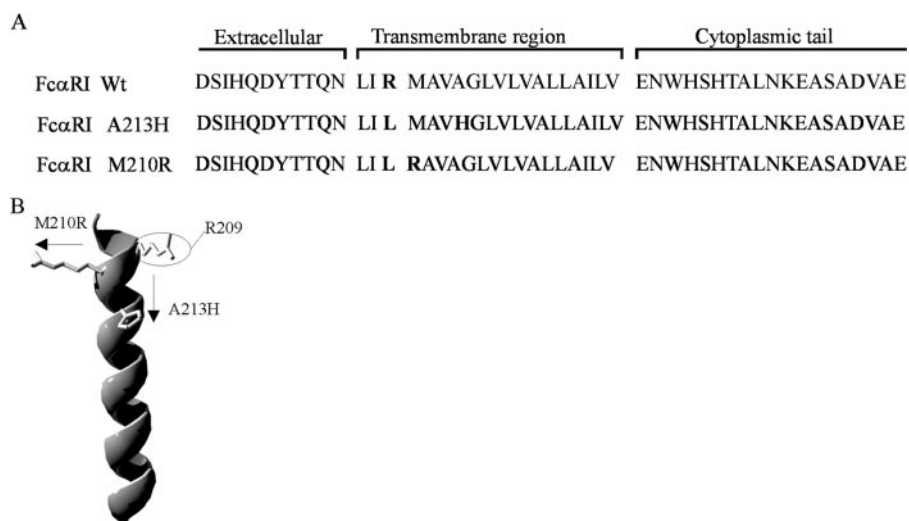 A
Extracellular Transmembrane region Cytoplasmic tail
FcαRI Wt DSIHQDYTTQN LI R MAVAGLVLVALLAILV ENWHSHTALNKEASADVAE
FcαRI A213H DSIHQDYTTQN LI L MAVHGLVLVALLAILV ENWHSHTALNKEASADVAE
FcαRI M210R DSIHQDYTTQN LI L RAVAGLVLVALLAILV ENWHSHTALNKEASADVAE
B
M210R
R209
A213H